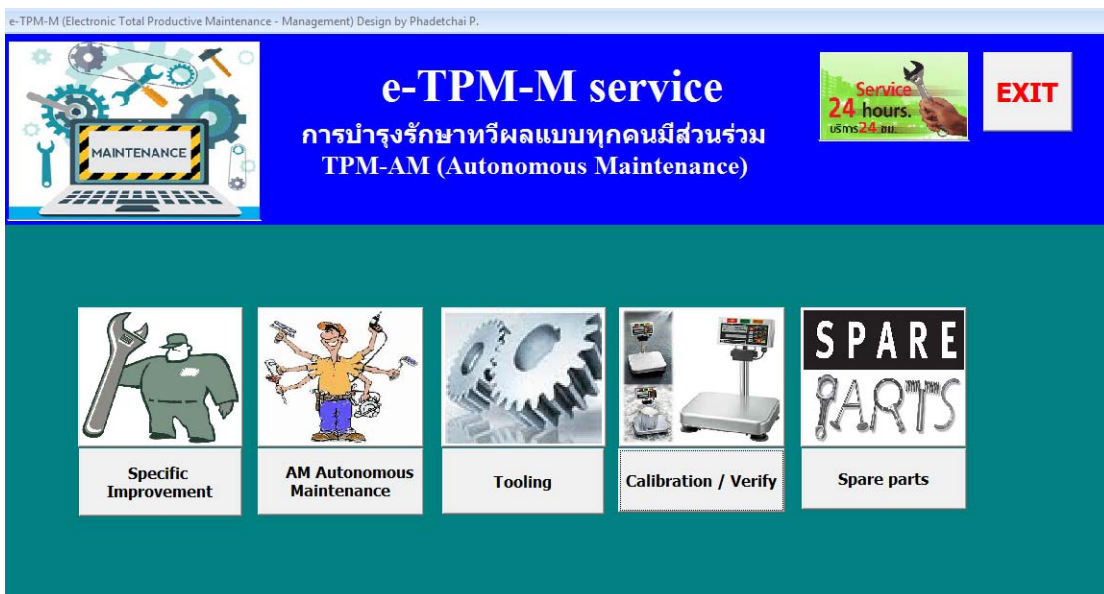 e-TPM-M (Electronic Total Productive Maintenance - Management) Design by Phadetchai P.
MAINTENANCE
e-TPM-M service
การบำรุงรักษาทวีผลแบบทุกคนมีส่วนร่วม
TPM-AM (Autonomous Maintenance)
Service
24 hours.
บริการ24 ชม.
EXIT
SPARE
PARTS
Specific
Improvement
AM Autonomous
Maintenance
Tooling
Calibration / Verify
Spare parts